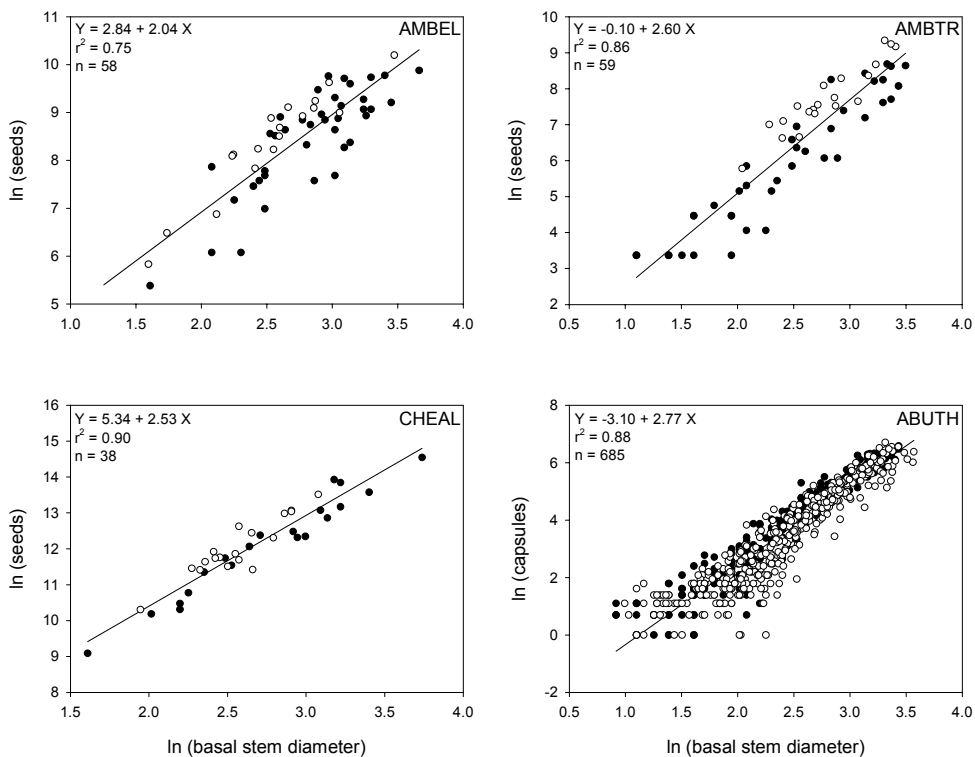 AMBEL
Y = 2.84 + 2.04 X
r² = 0.75
n = 58
ln (seeds)
11
10
9
8
7
6
5
1.0 1.5 2.0 2.5 3.0 3.5 4.0
AMBTR
Y = -0.10 + 2.60 X
r² = 0.86
n = 59
ln (seeds)
10
9
8
7
6
5
4
3
2
0.5 1.0 1.5 2.0 2.5 3.0 3.5 4.0
CHEAL
Y = 5.34 + 2.53 X
r² = 0.90
n = 38
ln (seeds)
16
15
14
13
12
11
10
9
8
1.5 2.0 2.5 3.0 3.5 4.0
ln (basal stem diameter)
ABUTH
Y = -3.10 + 2.77 X
r² = 0.88
n = 685
ln (capsules)
8
6
4
2
0
-2
0.5 1.0 1.5 2.0 2.5 3.0 3.5 4.0
ln (basal stem diameter)